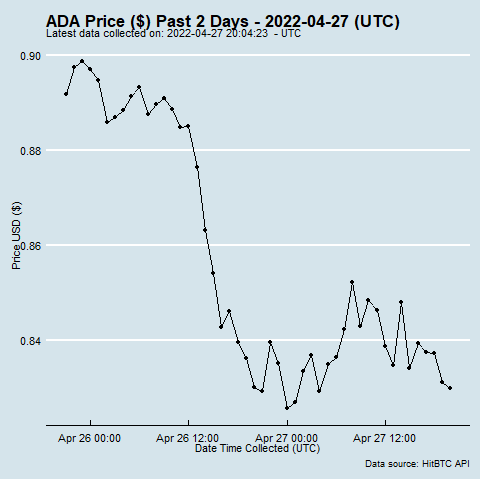 ADA Price ($) Past 2 Days - 2022-04-27 (UTC)
Latest data collected on: 2022-04-27 20:04:23 - UTC
0.90
0.88
0.86
0.84
Price USD ($)
Apr 26 00:00 Apr 26 12:00 Apr 27 00:00 Apr 27 12:00
Date Time Collected (UTC)
Data source: HitBTC API